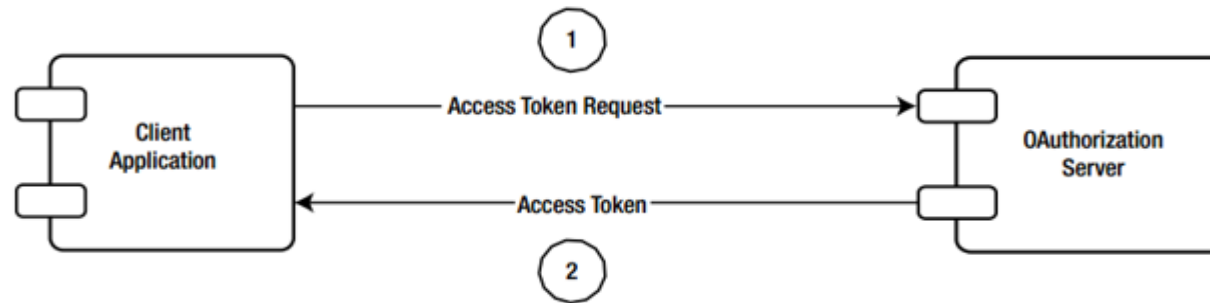 1
Client
Application
Access Token Request
OAuthorization
Server
Access Token
2